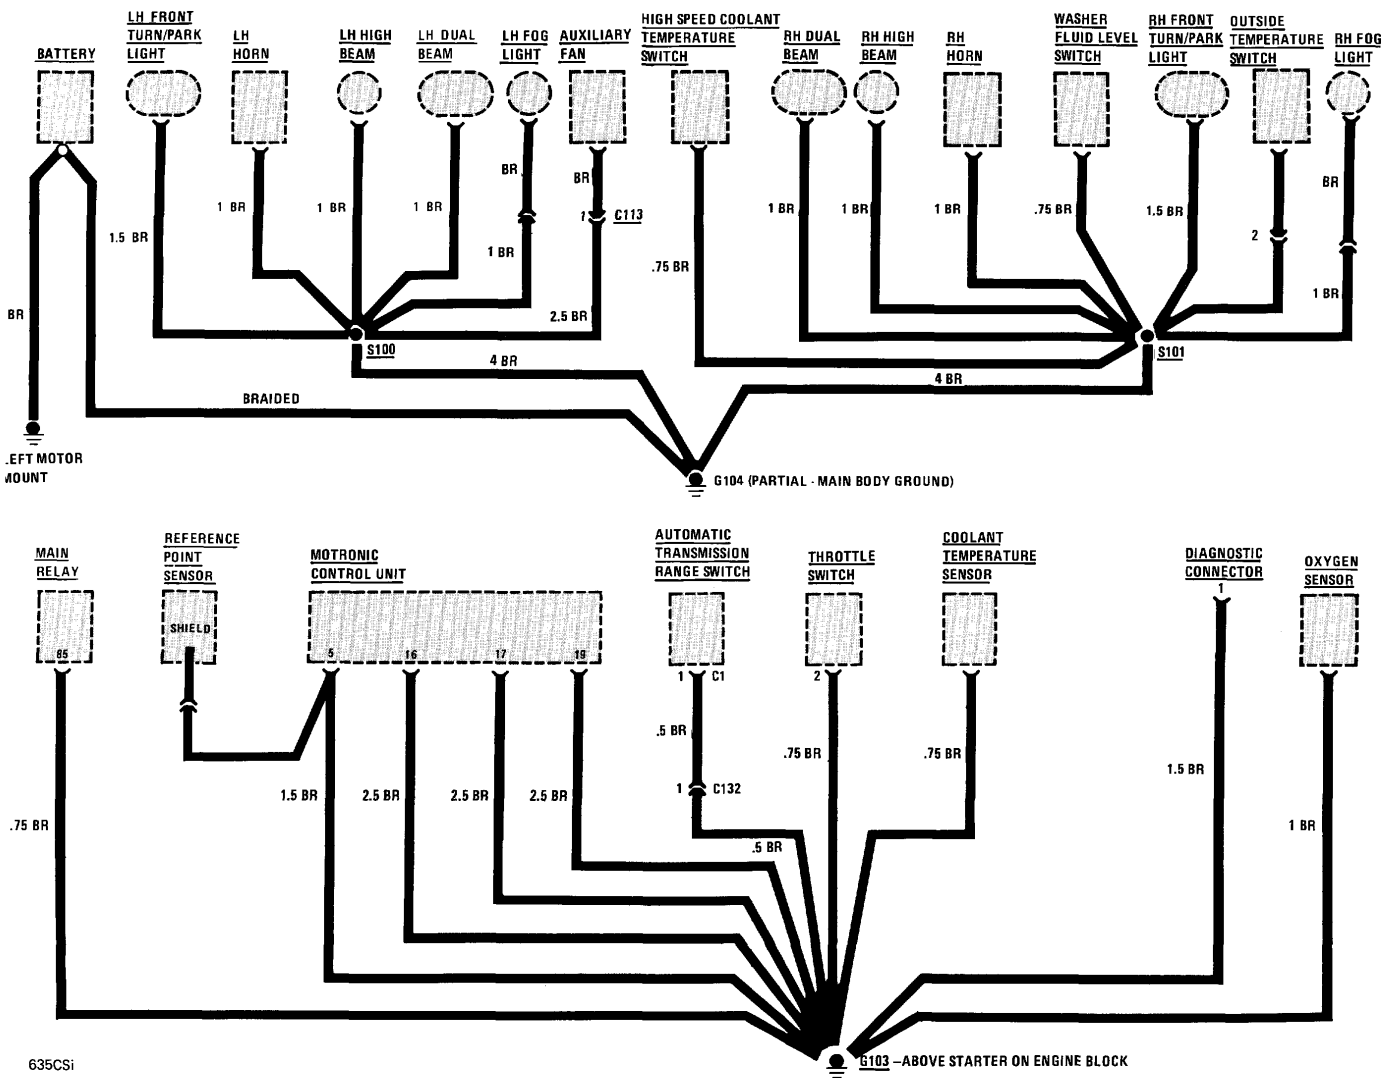 BATTERY
LH FRONT
TURN/PARK
LIGHT
LH
HORN
LH HIGH
BEAM
LH DUAL
BEAM
LH FOG
LIGHT
AUXILIARY
FAN
HIGH SPEED COOLANT
TEMPERATURE
SWITCH
RH DUAL
BEAM
RH HIGH
BEAM
RH
HORN
WASHER
FLUID LEVEL
SWITCH
RH FRONT
TURN/PARK
LIGHT
OUTSIDE
TEMPERATURE
SWITCH
RH FOG
LIGHT
BR
1.5 BR
1 BR
1 BR
1 BR
BR
1 BR
BR
1
C113
2.5 BR
.75 BR
1 BR
1 BR
1 BR
.75 BR
1.5 BR
2
BR
1 BR
S100
4 BR
S101
4 BR
BRAIDED
LEFT MOTOR
MOUNT
G104 (PARTIAL - MAIN BODY GROUND)
MAIN
RELAY
REFERENCE
POINT
SENSOR
MOTRONIC
CONTROL UNIT
AUTOMATIC
TRANSMISSION
RANGE SWITCH
THROTTLE
SWITCH
COOLANT
TEMPERATURE
SENSOR
DIAGNOSTIC
CONNECTOR
OXYGEN
SENSOR
85
SHIELD
5
16
17
19
1
C1
2
1
.75 BR
1.5 BR
2.5 BR
2.5 BR
2.5 BR
.5 BR
1
C132
.5 BR
.75 BR
.75 BR
1.5 BR
1 BR
G103 –ABOVE STARTER ON ENGINE BLOCK
635CSi